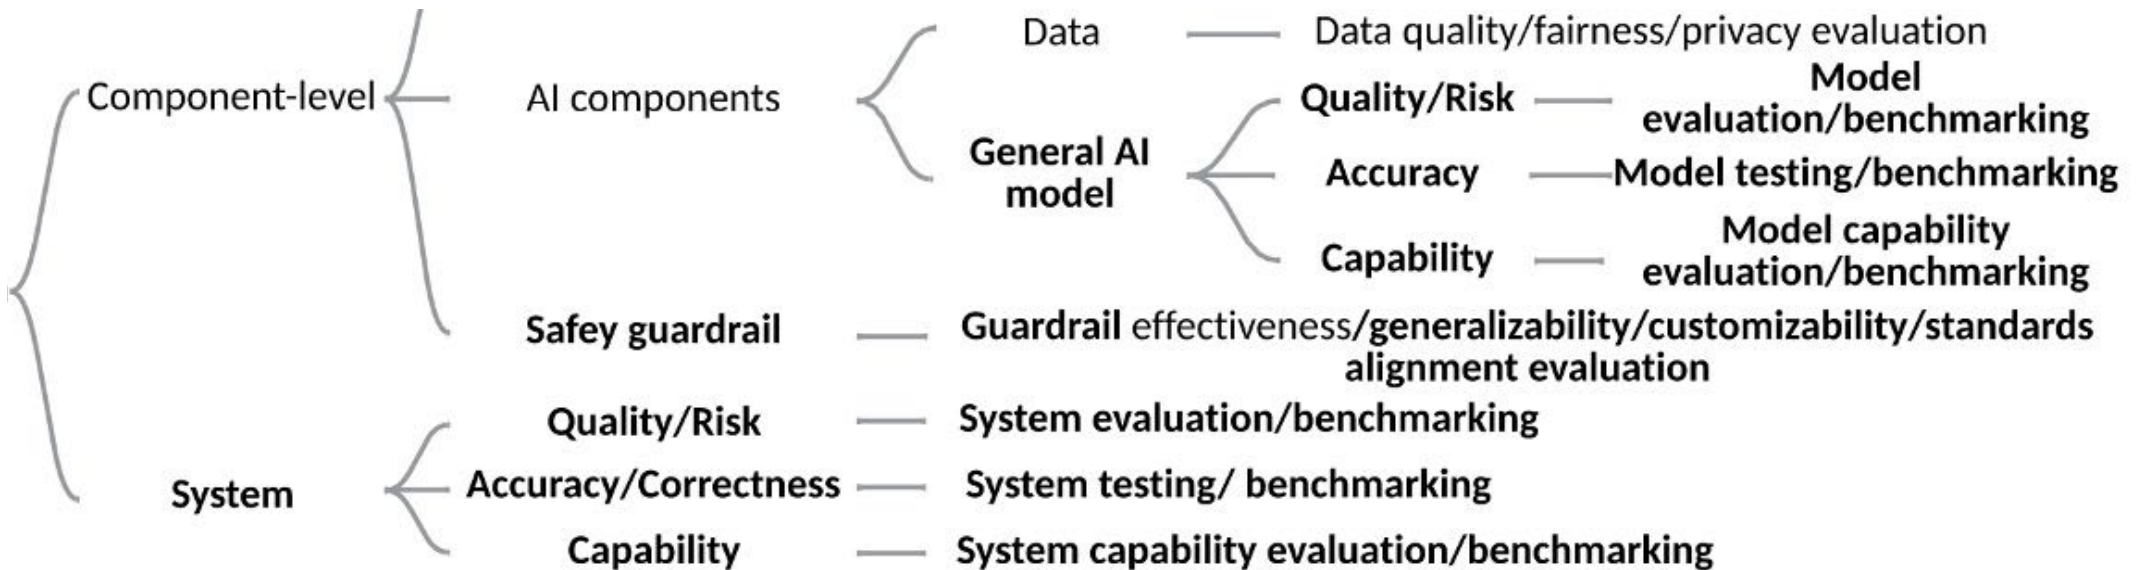 Data
Data quality/fairness/privacy evaluation
Component-level
AI components
Quality/Risk
Model
evaluation/benchmarking
General AI
model
Accuracy
Model testing/benchmarking
Capability
Model capability
evaluation/benchmarking
Safey guardrail
Guardrail effectiveness/generalizability/customizability/standards
alignment evaluation
System
Quality/Risk
System evaluation/benchmarking
Accuracy/Correctness
System testing/ benchmarking
Capability
System capability evaluation/benchmarking